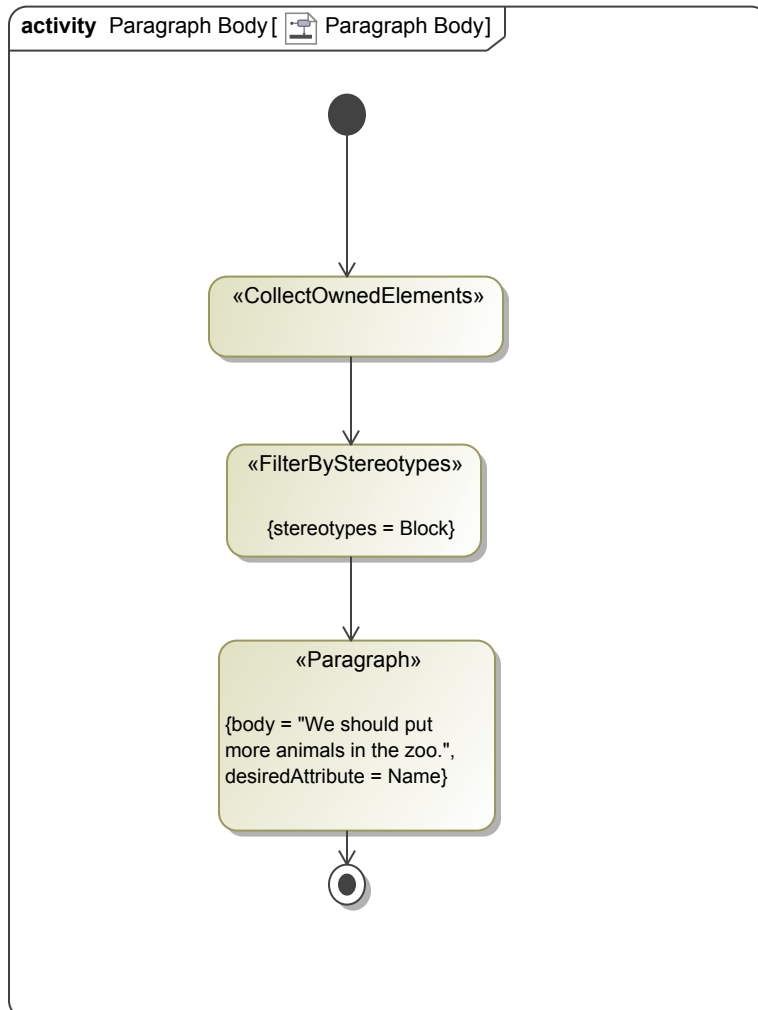 activity Paragraph Body[ Paragraph Body]
«CollectOwnedElements»
«FilterByStereotypes»
{stereotypes = Block}
«Paragraph»
{body = "We should put
more animals in the zoo.",
desiredAttribute = Name}